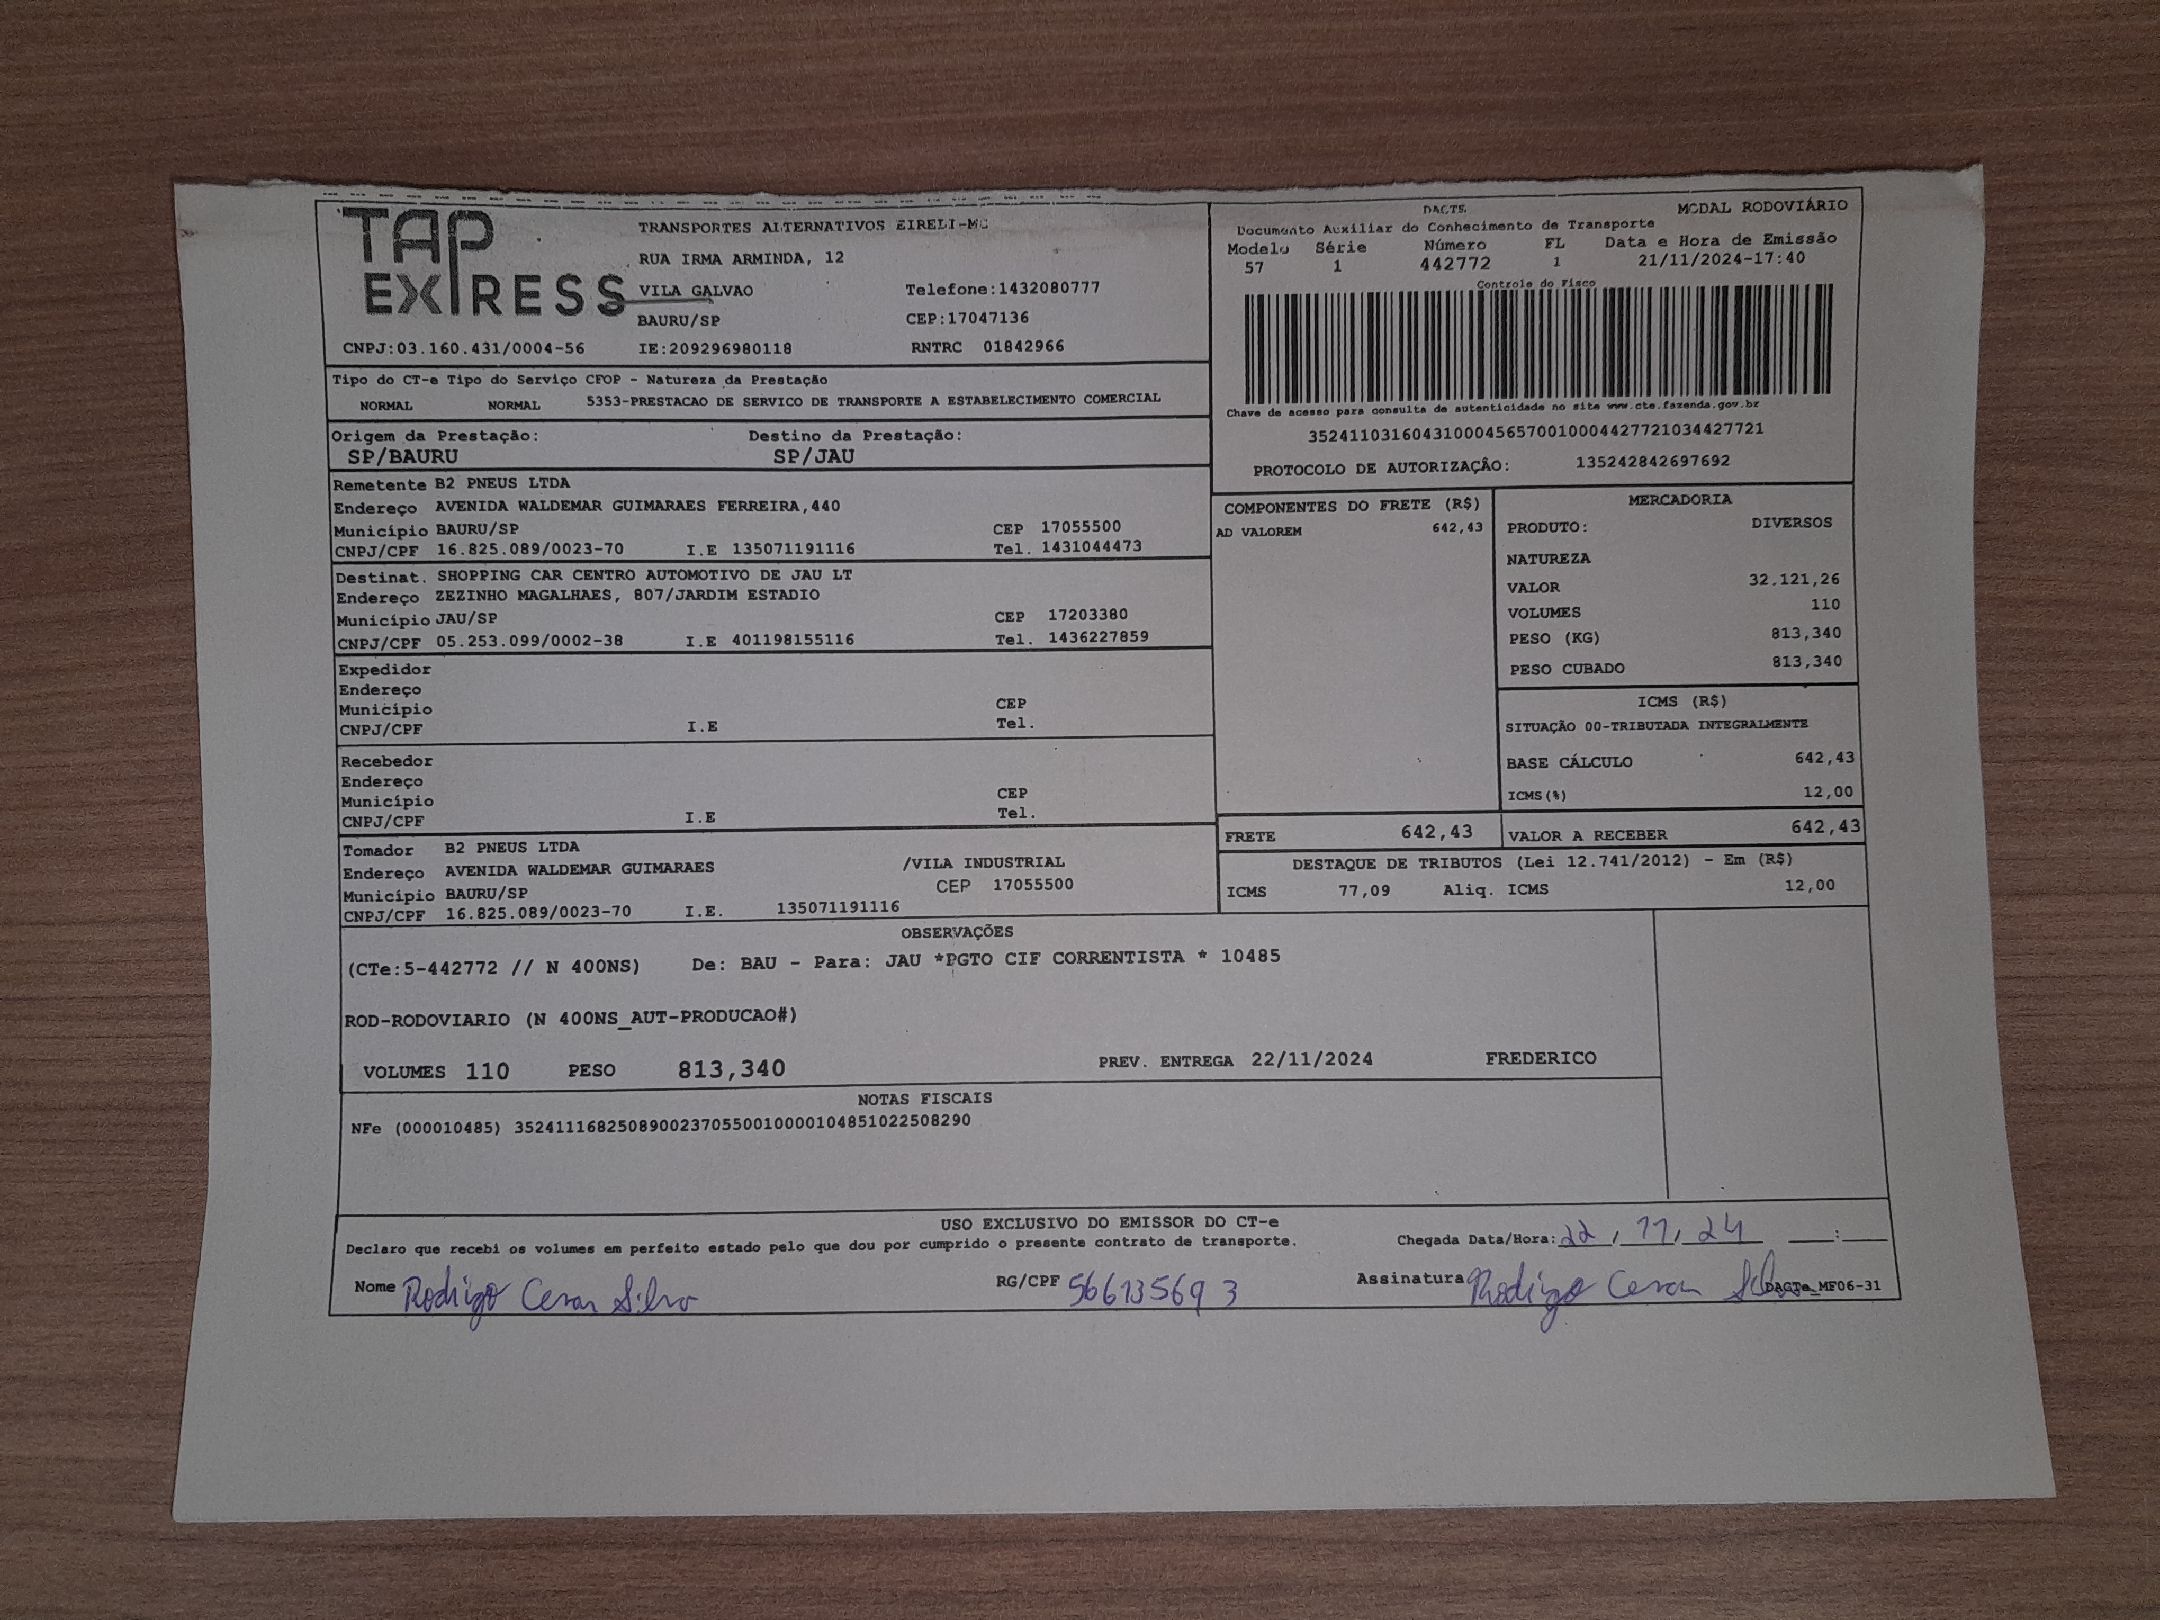 TAP EXPRESS
TRANSPORTES ALTERNATIVOS EIRELI-ME
RUA IRMA ARMINDA, 12
VILA GALVAO Telefone:1432080777
BAURU/SP CEP:17047136
CNPJ:03.160.431/0004-56 IE:209296980118 RNTRC 01842966
DACTE MODAL RODOVIÁRIO
Documento Auxiliar do Conhecimento de Transporte
Modelo Série Número FL Data e Hora de Emissão
57 1 442772 1 21/11/2024-17:40
Controle do Fisco
Chave de acesso para consulta de autenticidade no site www.cte.fazenda.gov.br
35241103160431000456570010004427721034427721
PROTOCOLO DE AUTORIZAÇÂO: 135242842697692
Tipo do CT-e Tipo do Serviço CFOP - Natureza da Prestação
NORMAL NORMAL 5353-PRESTACAO DE SERVICO DE TRANSPORTE A ESTABELECIMENTO COMERCIAL
Origem da Prestação: Destino da Prestação:
SP/BAURU SP/JAU
Remetente B2 PNEUS LTDA
Endereço AVENIDA WALDEMAR GUIMARAES FERREIRA,440
Município BAURU/SP CEP 17055500
CNPJ/CPF 16.825.089/0023-70 I.E 135071191116 Tel. 1431044473
Destinat. SHOPPING CAR CENTRO AUTOMOTIVO DE JAU LT
Endereço ZEZINHO MAGALHAES, 807/JARDIM ESTADIO
Município JAU/SP CEP 17203380
CNPJ/CPF 05.253.099/0002-38 I.E 401198155116 Tel. 1436227859
Expedidor
Endereço
Município CEP
CNPJ/CPF I.E Tel.
Recebedor
Endereço
Município CEP
CNPJ/CPF I.E Tel.
Tomador B2 PNEUS LTDA
Endereço AVENIDA WALDEMAR GUIMARAES /VILA INDUSTRIAL
Município BAURU/SP CEP 17055500
CNPJ/CPF 16.825.089/0023-70 I.E. 135071191116
COMPONENTES DO FRETE (R$)
AD VALOREM 642,43
MERCADORIA
PRODUTO: DIVERSOS
NATUREZA
VALOR 32.121,26
VOLUMES 110
PESO (KG) 813,340
PESO CUBADO 813,340
ICMS (R$)
SITUAÇÃO 00-TRIBUTADA INTEGRALMENTE
BASE CÁLCULO 642,43
ICMS(%) 12,00
FRETE 642,43 VALOR A RECEBER 642,43
DESTAQUE DE TRIBUTOS (Lei 12.741/2012) - Em (R$)
ICMS 77,09 Aliq. ICMS 12,00
OBSERVAÇÕES
(CTe:5-442772 // N 400NS) De: BAU - Para: JAU *PGTO CIF CORRENTISTA * 10485
ROD-RODOVIARIO (N 400NS_AUT-PRODUCAO#)
VOLUMES 110 PESO 813,340 PREV. ENTREGA 22/11/2024 FREDERICO
NOTAS FISCAIS
NFe (000010485) 35241116825089002370550010000104851022508290
USO EXCLUSIVO DO EMISSOR DO CT-e
Declaro que recebi os volumes em perfeito estado pelo que dou por cumprido o presente contrato de transporte. Chegada Data/Hora: 22/11/24 __:__
Nome Rodrigo Cesar Silva RG/CPF 566135693 Assinatura Rodrigo Cesar Silva DACTe_MF06-31